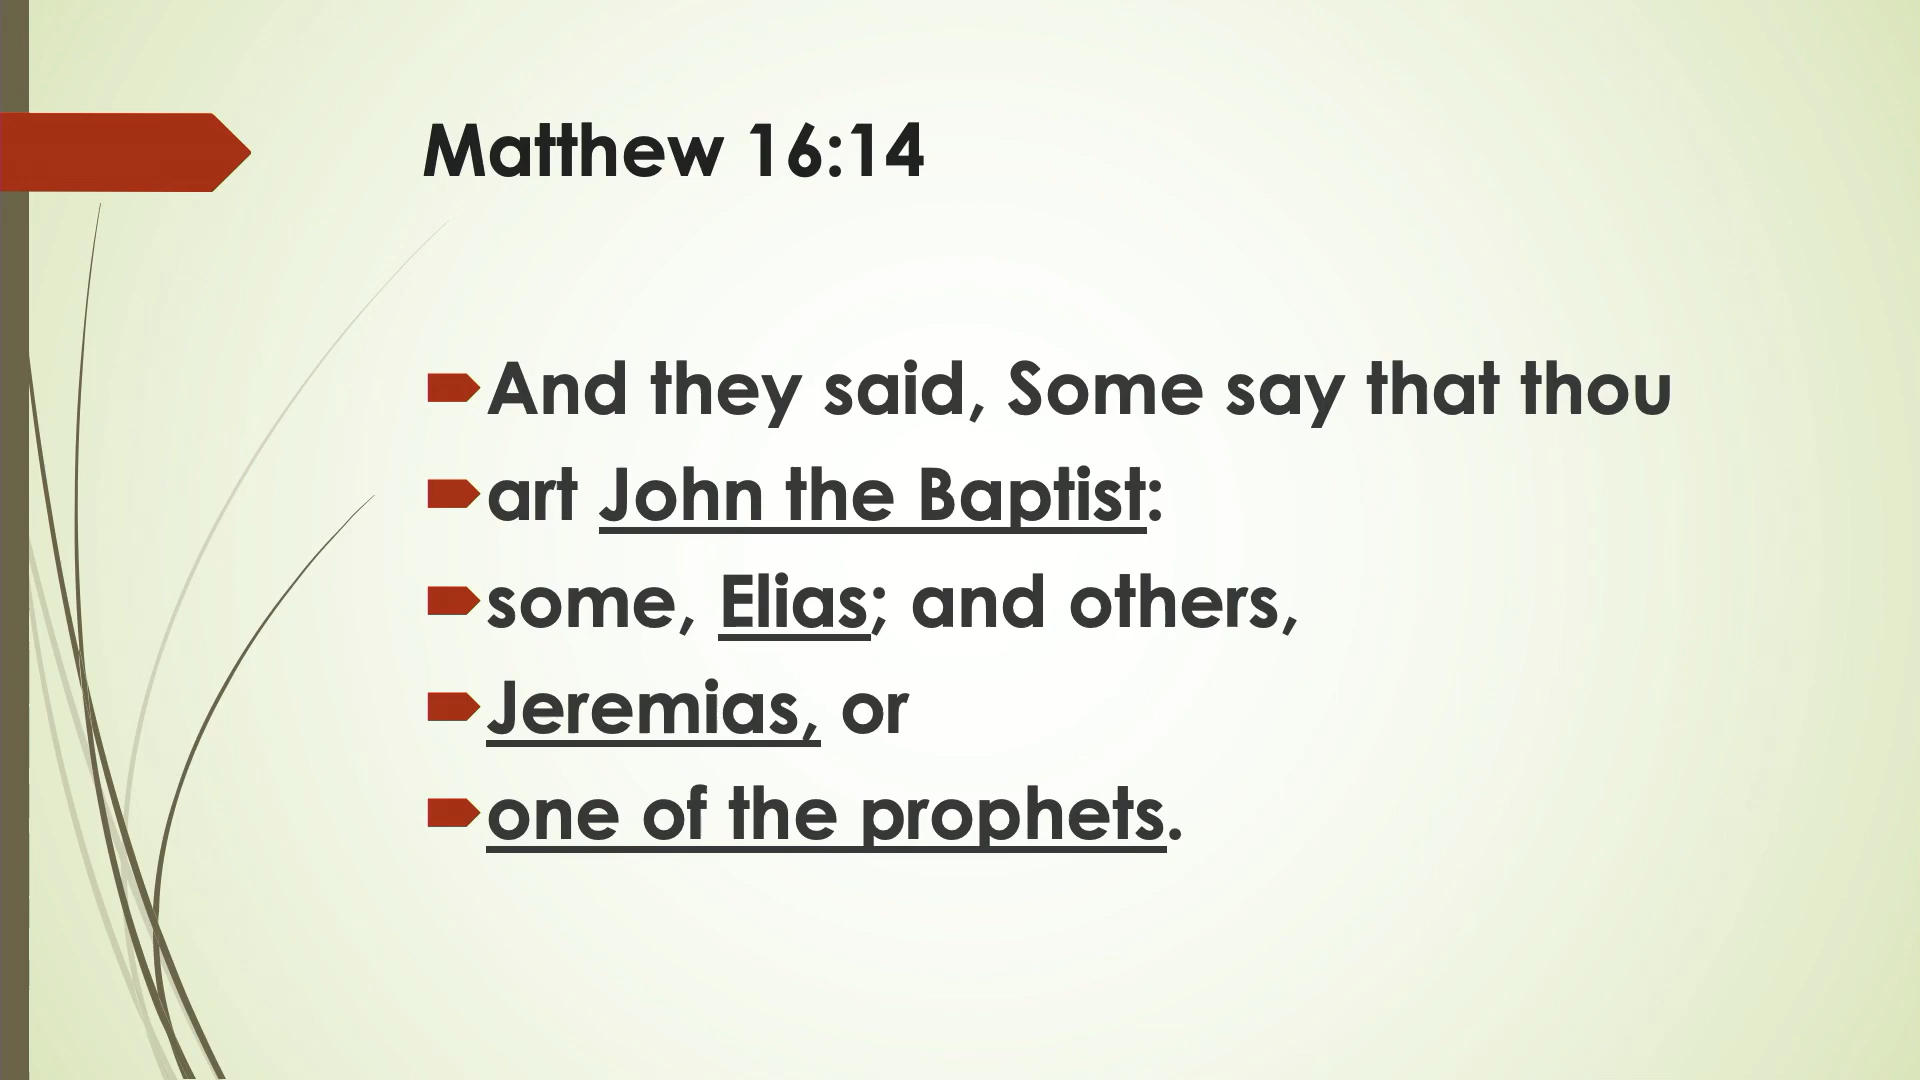 Matthew 16:14
And they said, Some say that thou
art John the Baptist:
some, Elias; and others,
Jeremias, or
one of the prophets.